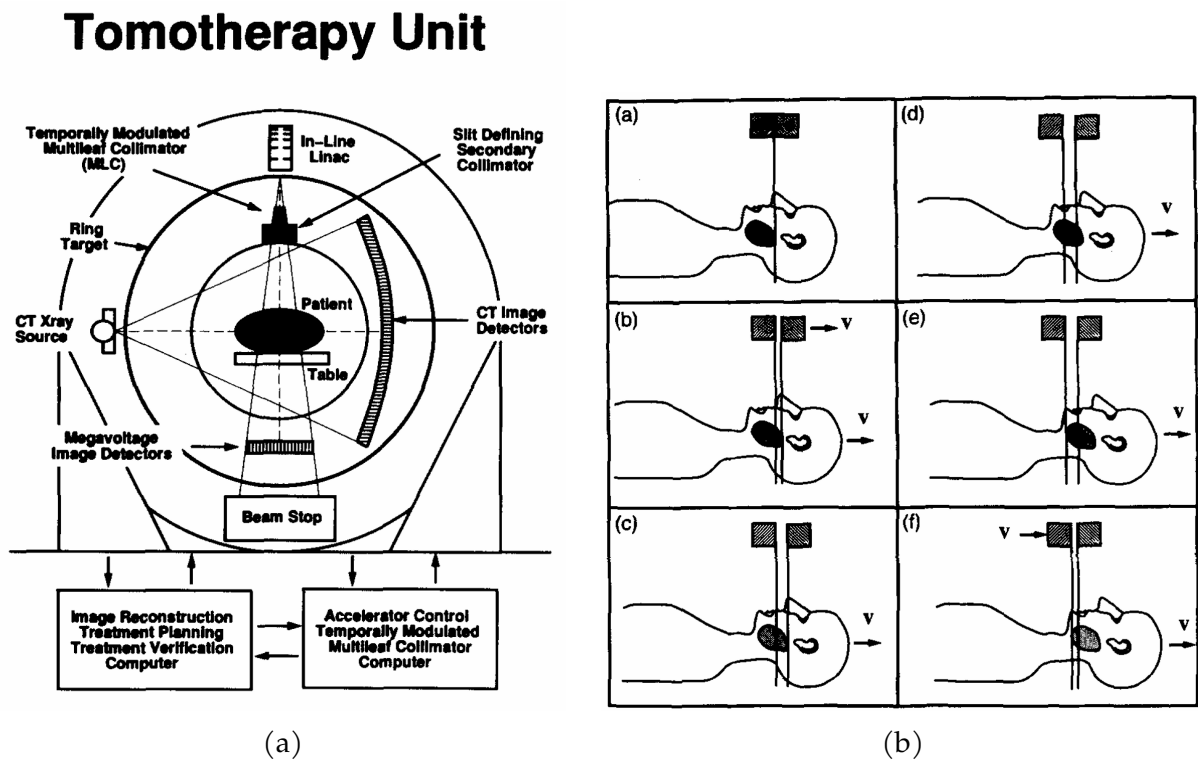 Tomotherapy Unit
Temporally Modulated
Multileaf Collimator
(MLC)
In-Line
Linac
Slit Defining
Secondary
Collimator
Ring
Target
CT Xray
Source
Patient
CT Image
Detectors
Table
Megavoltage
Image Detectors
Beam Stop
Image Reconstruction
Treatment Planning
Treatment Verification
Computer
Accelerator Control
Temporally Modulated
Multileaf Collimator
Computer
(a)
(a)
(d)
v
(b)
v
v
(e)
v
(c)
v
(f)
v
v
(b)